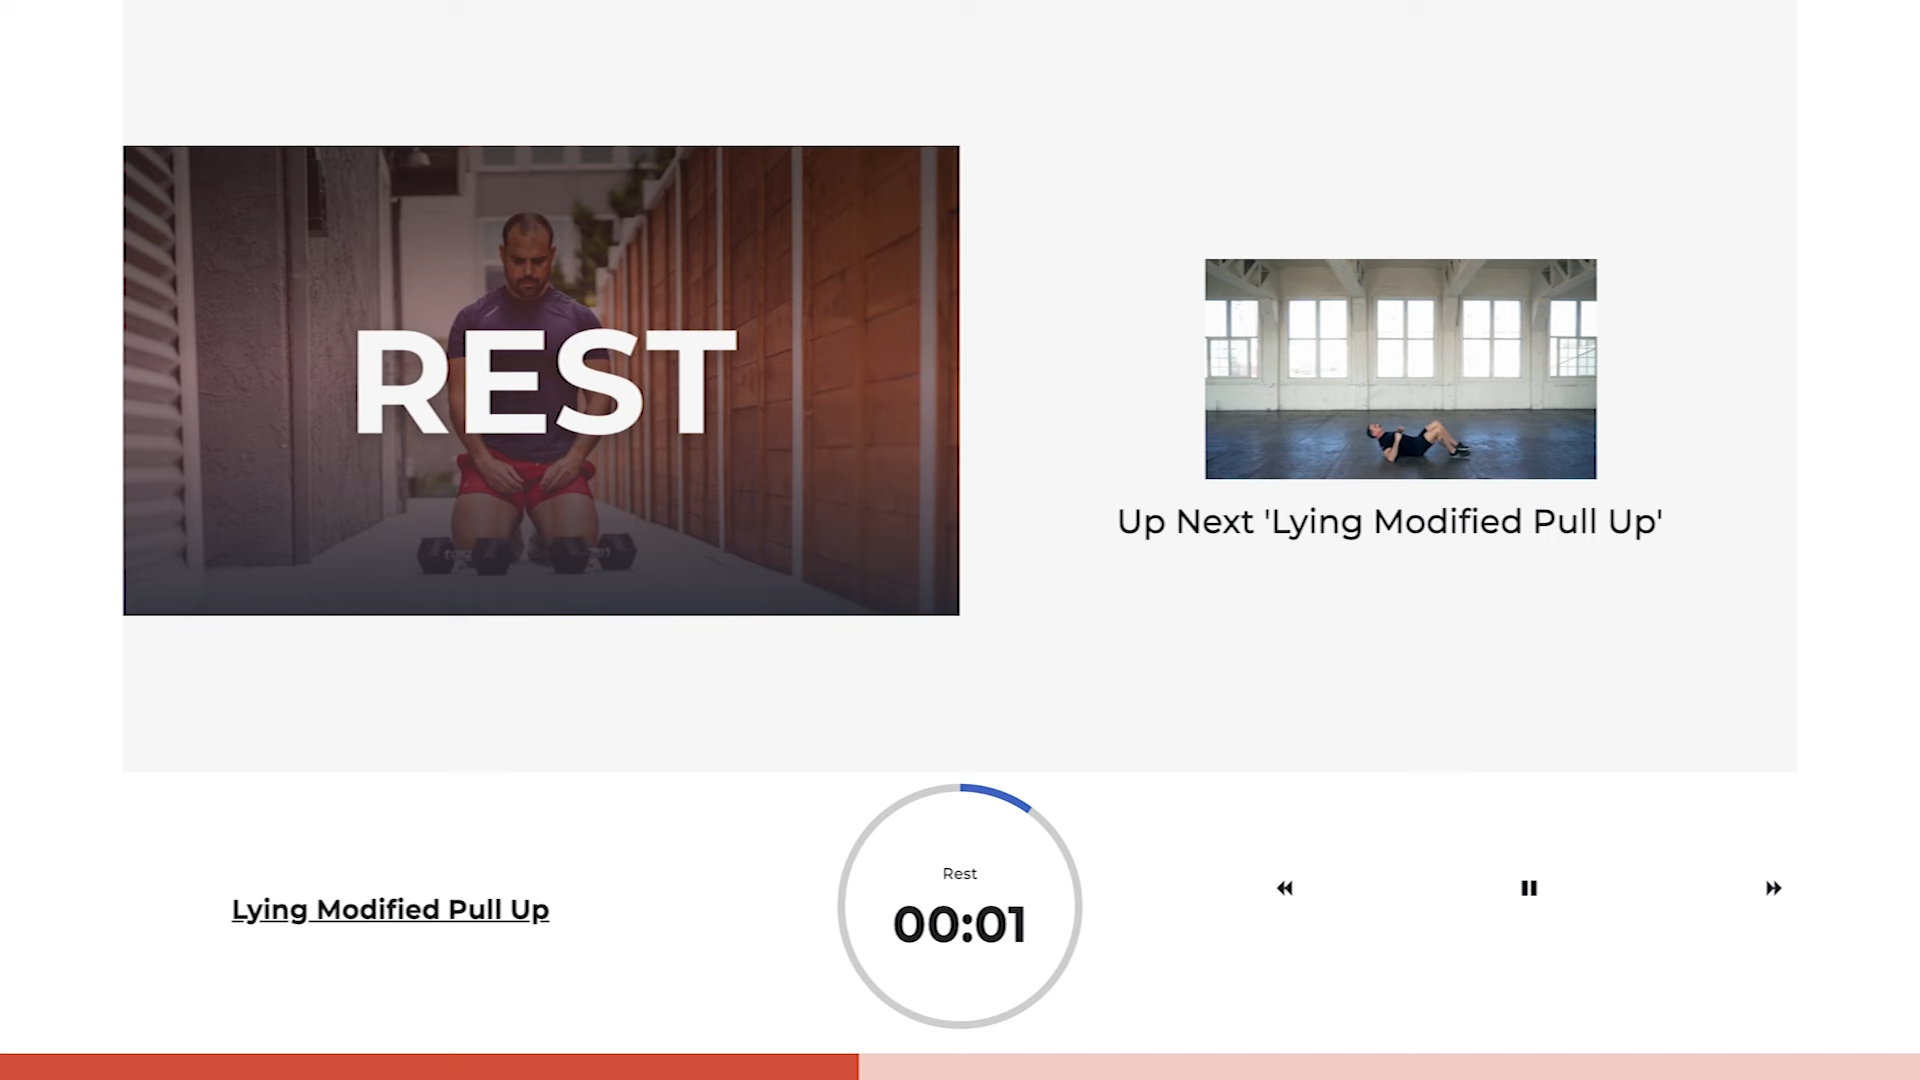 REST
Up Next 'Lying Modified Pull Up'
Lying Modified Pull Up
Rest
00:01